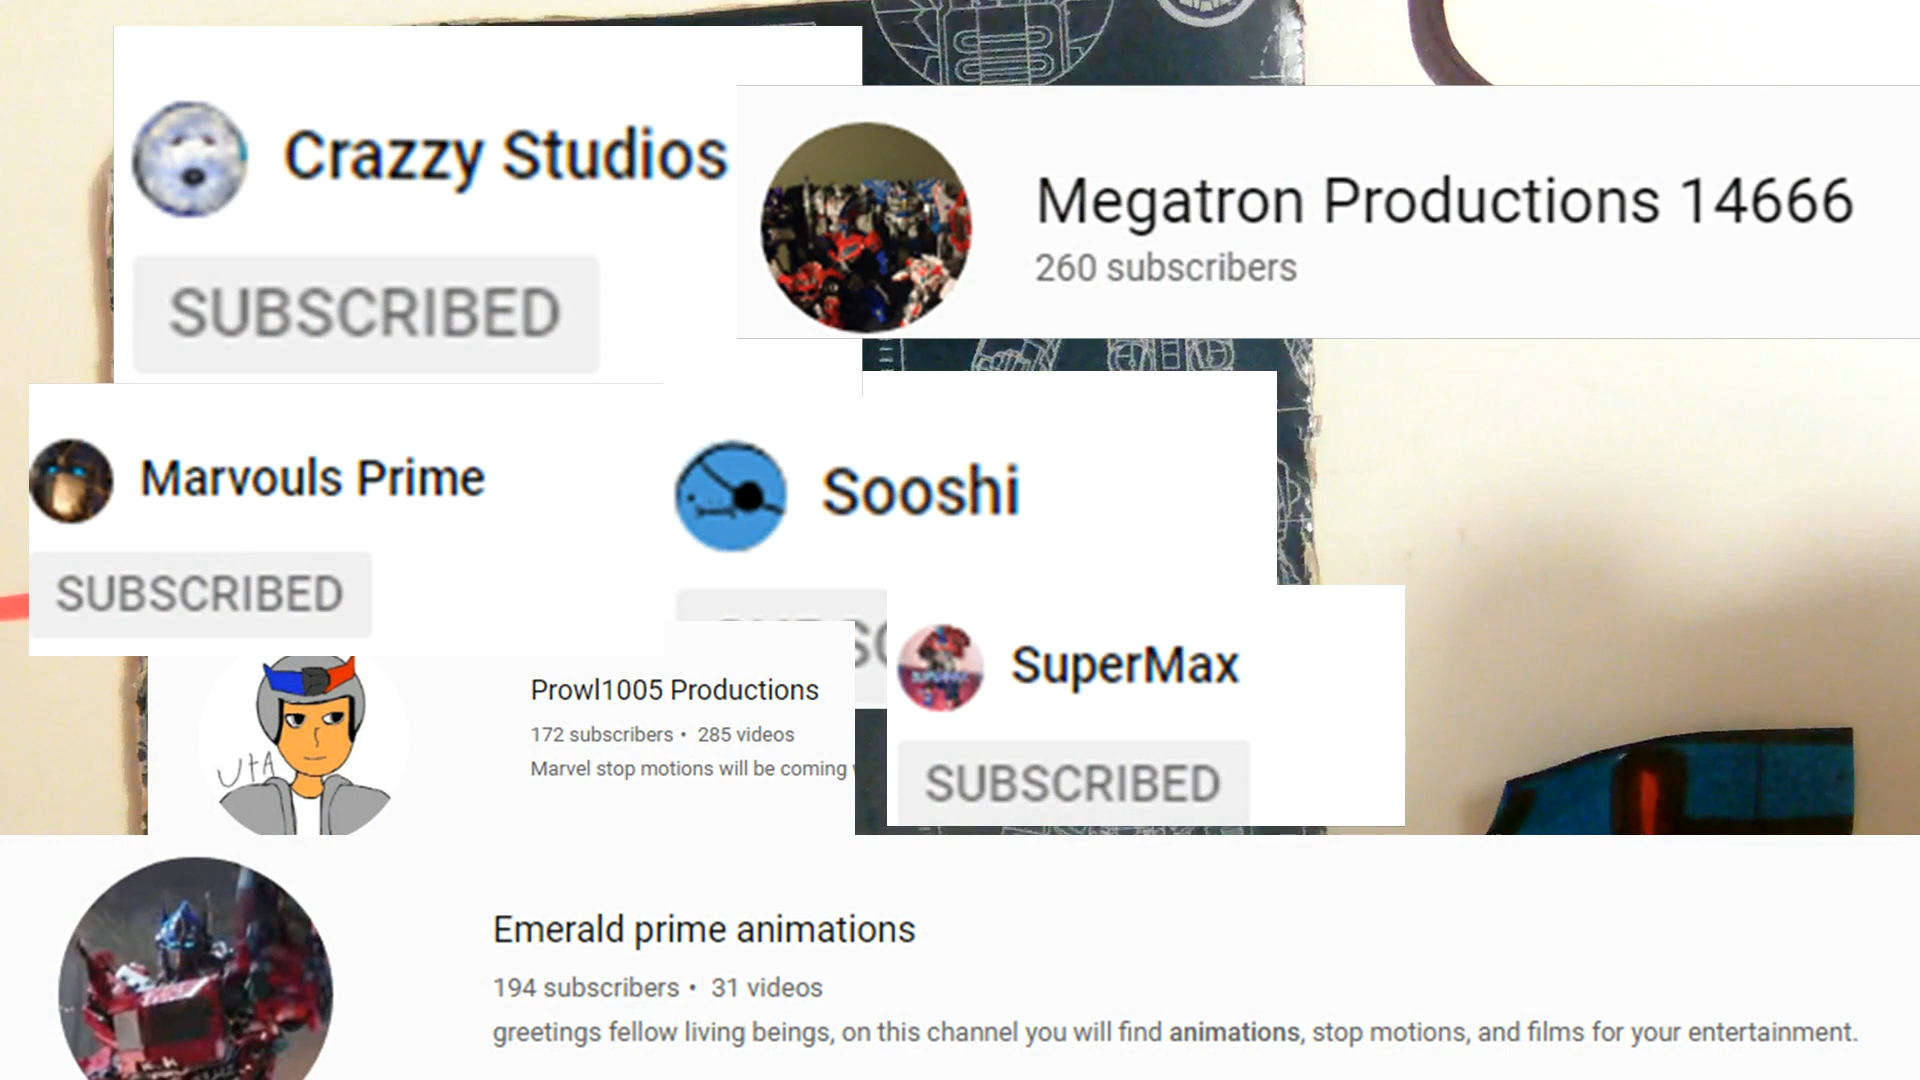 Crazzy Studios
SUBSCRIBED
Megatron Productions 14666
260 subscribers
Marvouls Prime
SUBSCRIBED
Sooshi
SuperMax
SUBSCRIBED
Prowl1005 Productions
172 subscribers • 285 videos
Marvel stop motions will be coming
UTA
Emerald prime animations
194 subscribers • 31 videos
greetings fellow living beings, on this channel you will find animations, stop motions, and films for your entertainment.